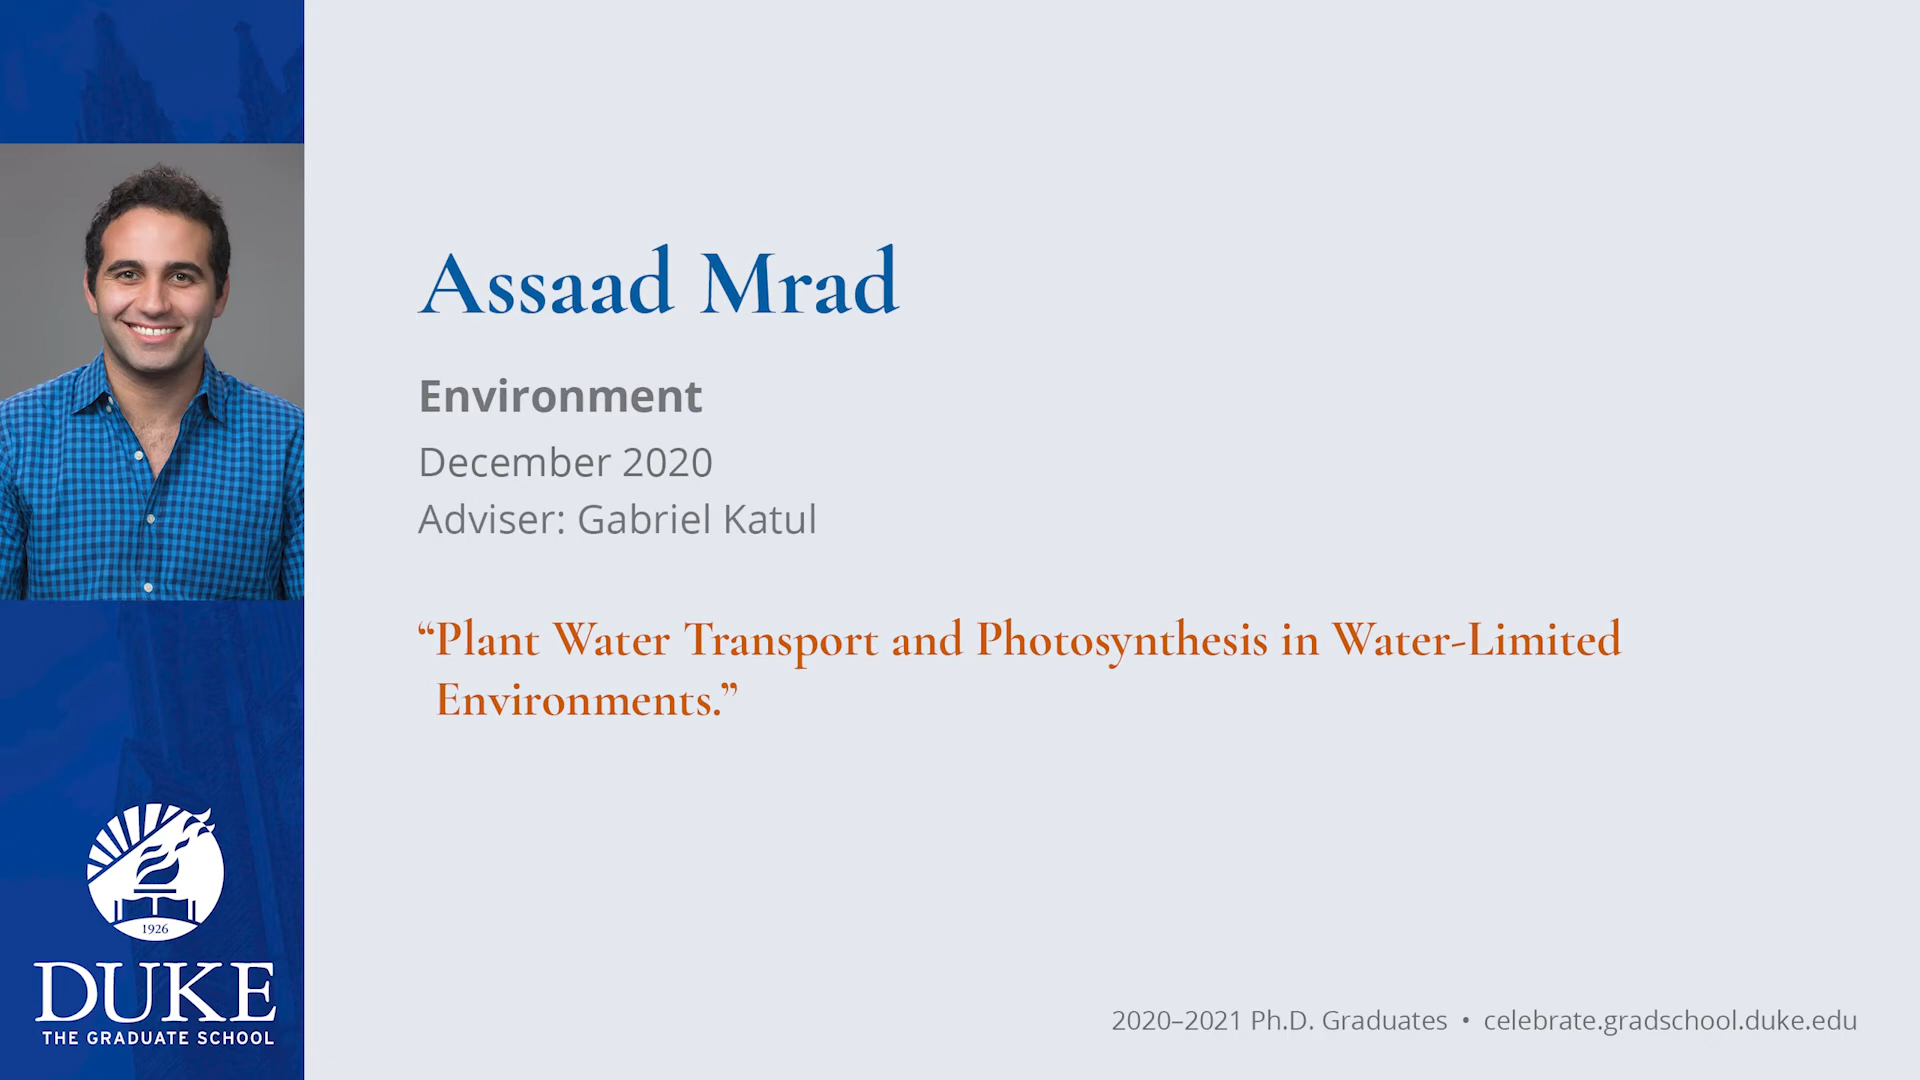 Assaad Mrad
Environment
December 2020
Adviser: Gabriel Katul
“Plant Water Transport and Photosynthesis in Water-Limited
Environments.”
1926
DUKE
THE GRADUATE SCHOOL
2020–2021 Ph.D. Graduates • celebrate.gradschool.duke.edu